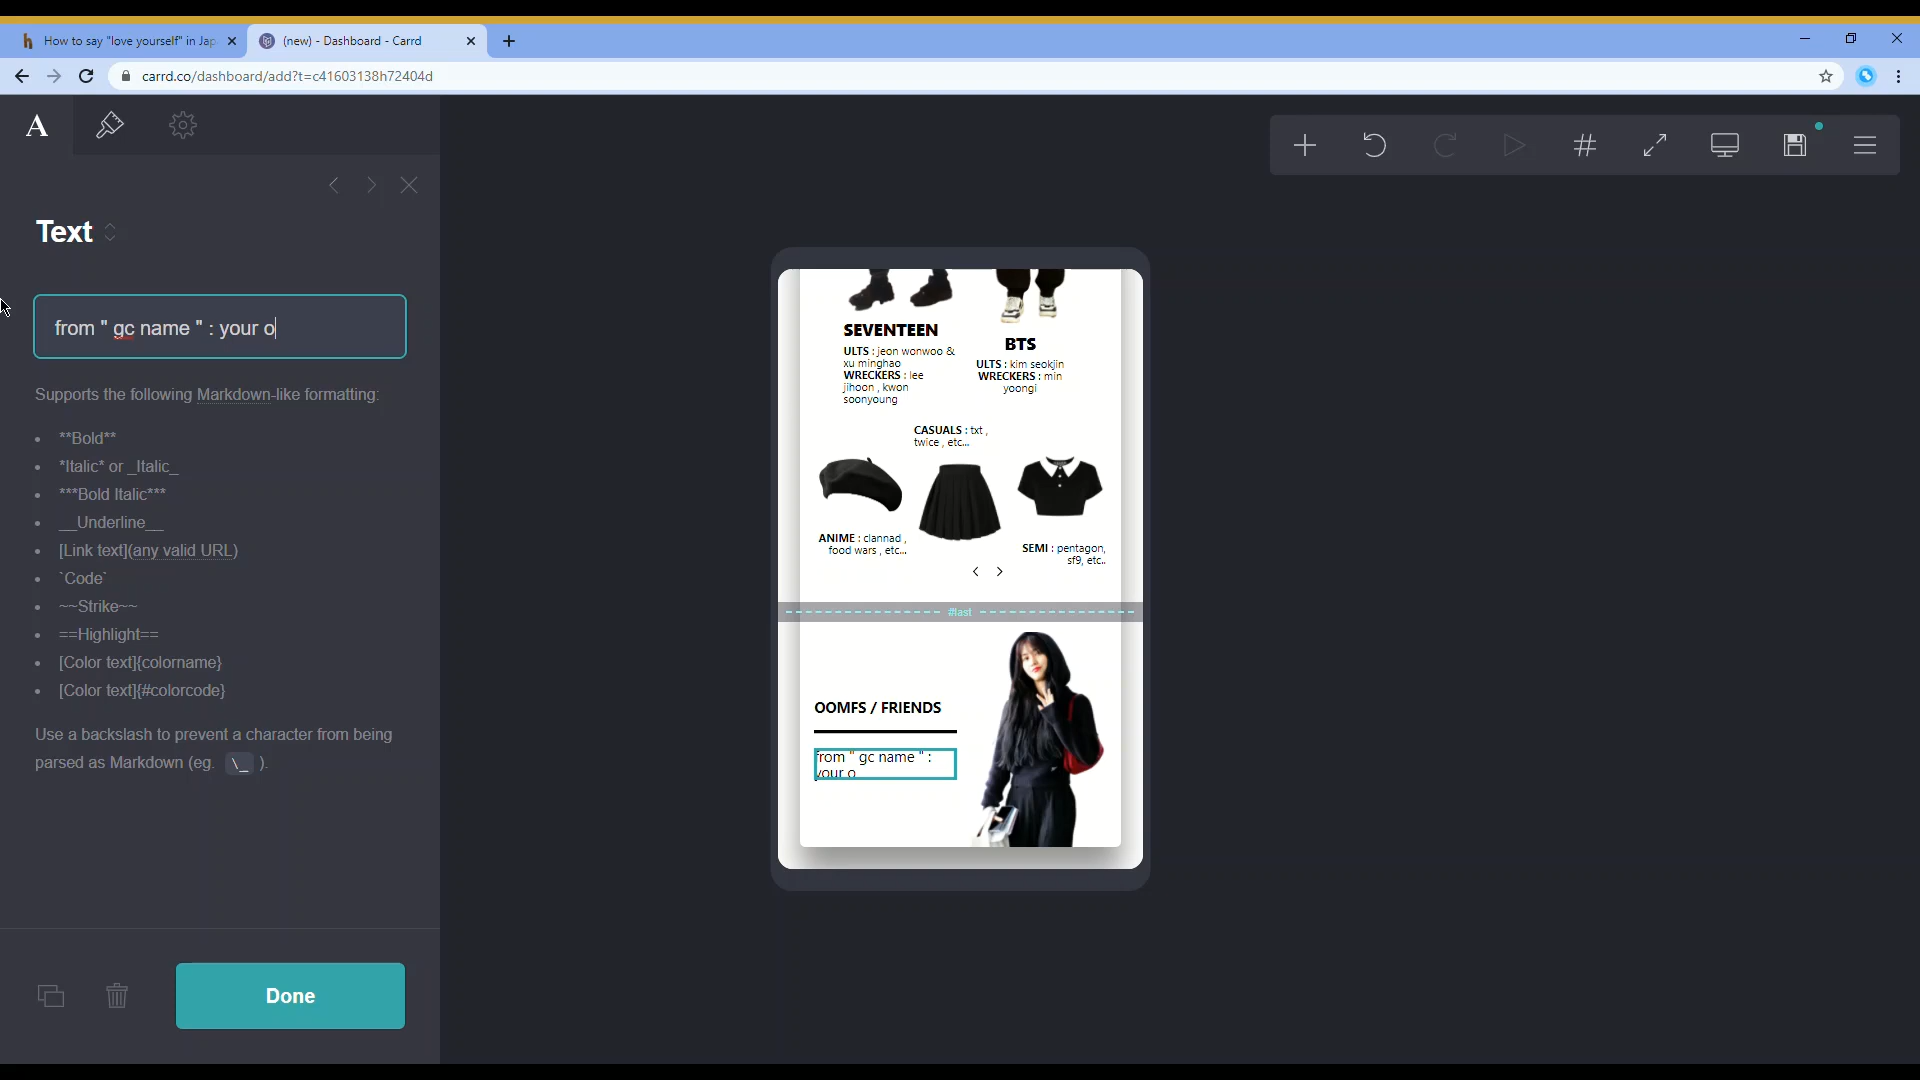 How to say "love yourself" in Jap
(new) - Dashboard - Carrd
carrd.co/dashboard/add?t=c41603138h72404d
A
Text
from " gc name " : your o
Supports the following Markdown-like formatting:
**Bold**
*Italic* or _Italic_
***Bold Italic***
__Underline__
[Link text](any valid URL)
`Code`
~~Strike~~
==Highlight==
[Color text]{colorname}
[Color text]{#colorcode}
Use a backslash to prevent a character from being
parsed as Markdown (eg. \_ ).
Done
SEVENTEEN
ULTS : jeon wonwoo &
xu minghao
WRECKERS : lee
jihoon , kwon
soonyoung
BTS
ULTS : kim seokjin
WRECKERS : min
yoongi
CASUALS : txt ,
twice , etc...
ANIME : clannad ,
food wars , etc...
SEMI : pentagon,
sf9, etc..
#last
OOMFS / FRIENDS
from " gc name " :
your o